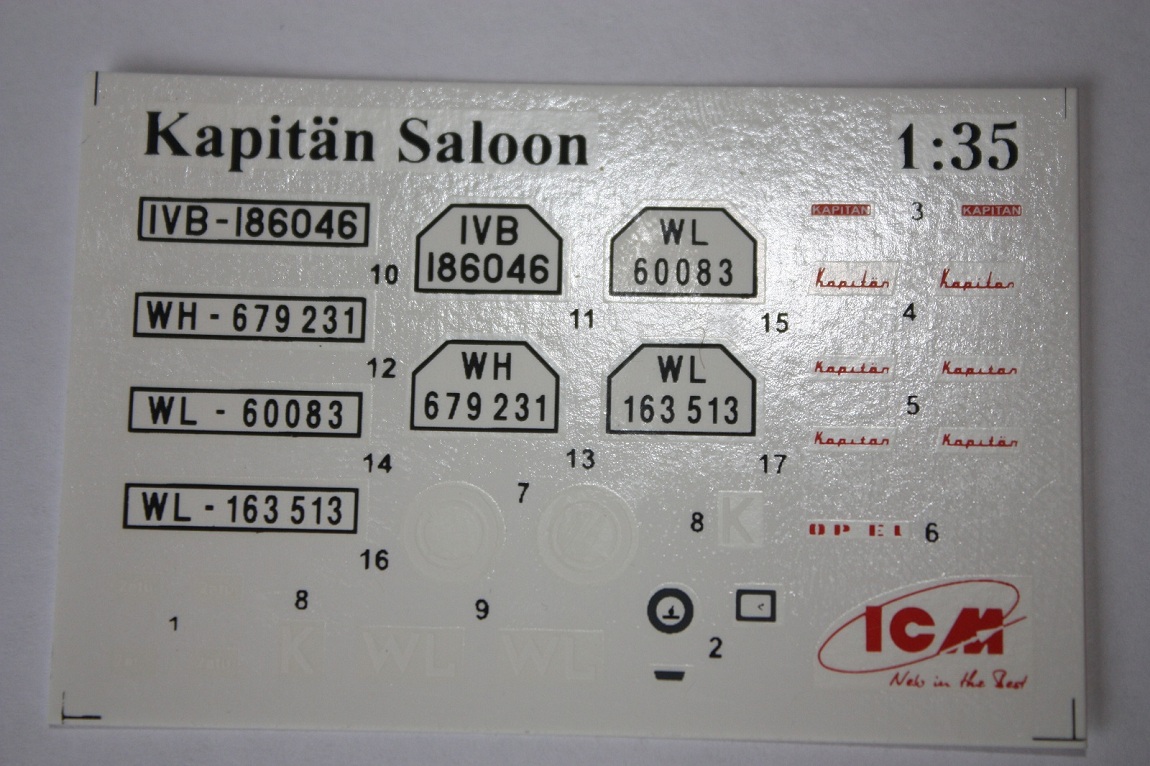 Kapitän Saloon 1:35
IVB-186046
10
IVB
186046
11
WL
60083
15
KAPITAN 3 KAPITAN
Kapitän Kapitän
4
WH - 679 231
12
WH
679 231
13
WL
163 513
17
Kapitän Kapitän
5
Kapitän Kapitän
WL - 60083
14
7
8 K
OPEL 6
WL - 163 513
16
1
8
9
K WL WL
2
ICM
New in the Best